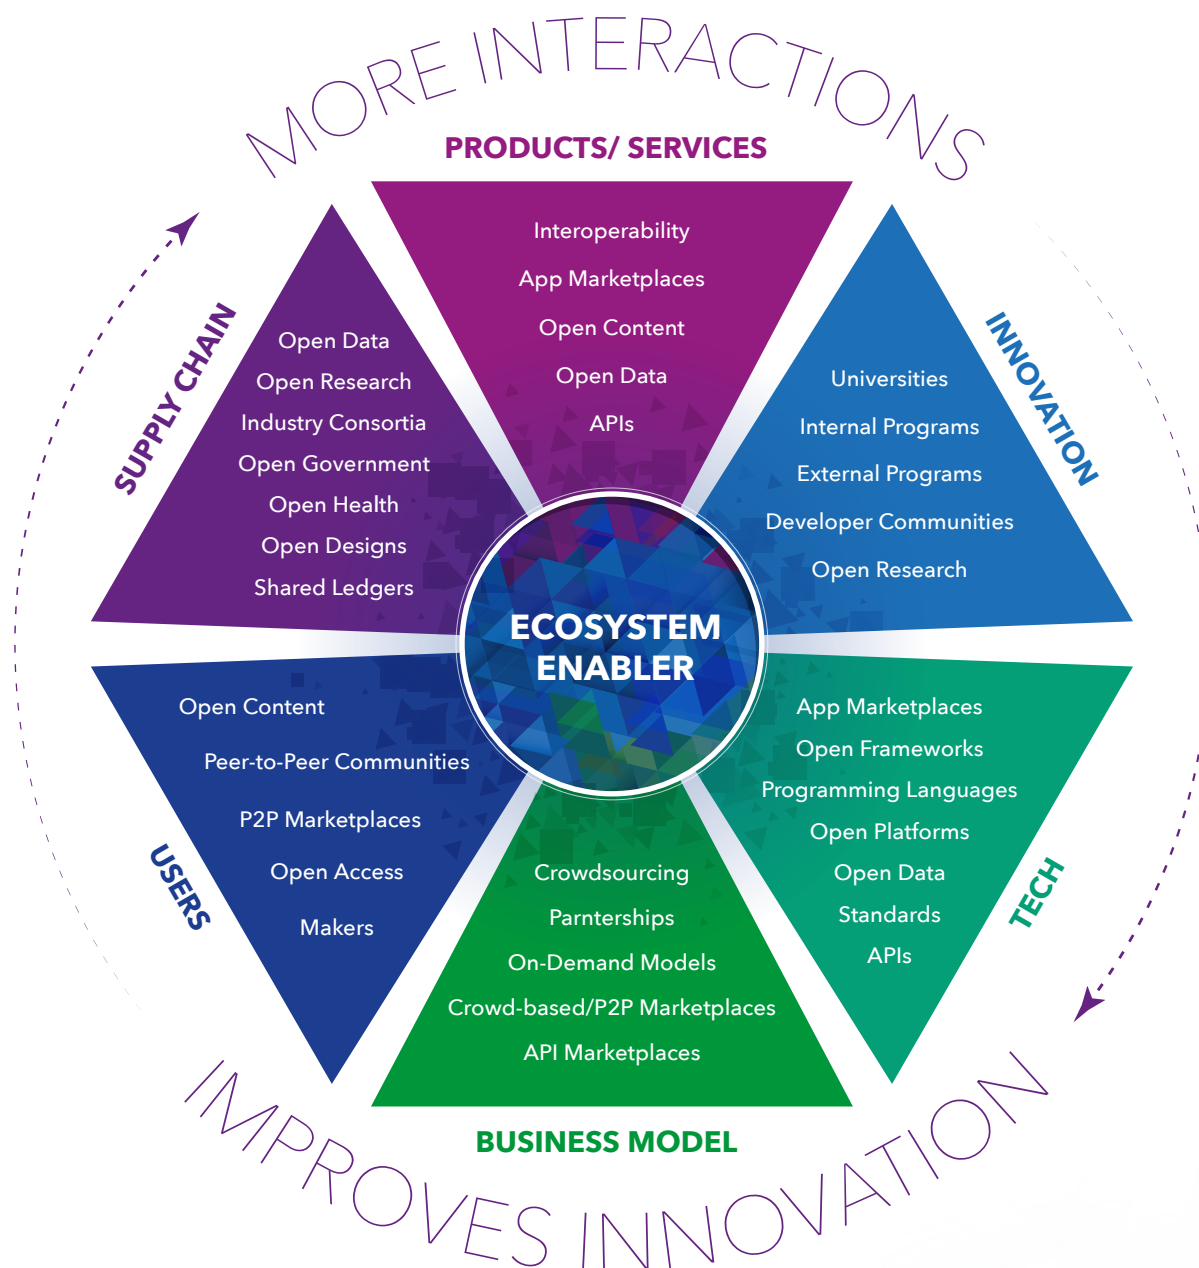 MORE INTERACTIONS
PRODUCTS/ SERVICES
Interoperability
App Marketplaces
Open Content
Open Data
APIs
INNOVATION
Universities
Internal Programs
External Programs
Developer Communities
Open Research
TECH
App Marketplaces
Open Frameworks
Programming Languages
Open Platforms
Open Data
Standards
APIs
BUSINESS MODEL
Crowdsourcing
Parnterships
On-Demand Models
Crowd-based/P2P Marketplaces
API Marketplaces
USERS
Open Content
Peer-to-Peer Communities
P2P Marketplaces
Open Access
Makers
SUPPLY CHAIN
Open Data
Open Research
Industry Consortia
Open Government
Open Health
Open Designs
Shared Ledgers
ECOSYSTEM
ENABLER
IMPROVES INNOVATION